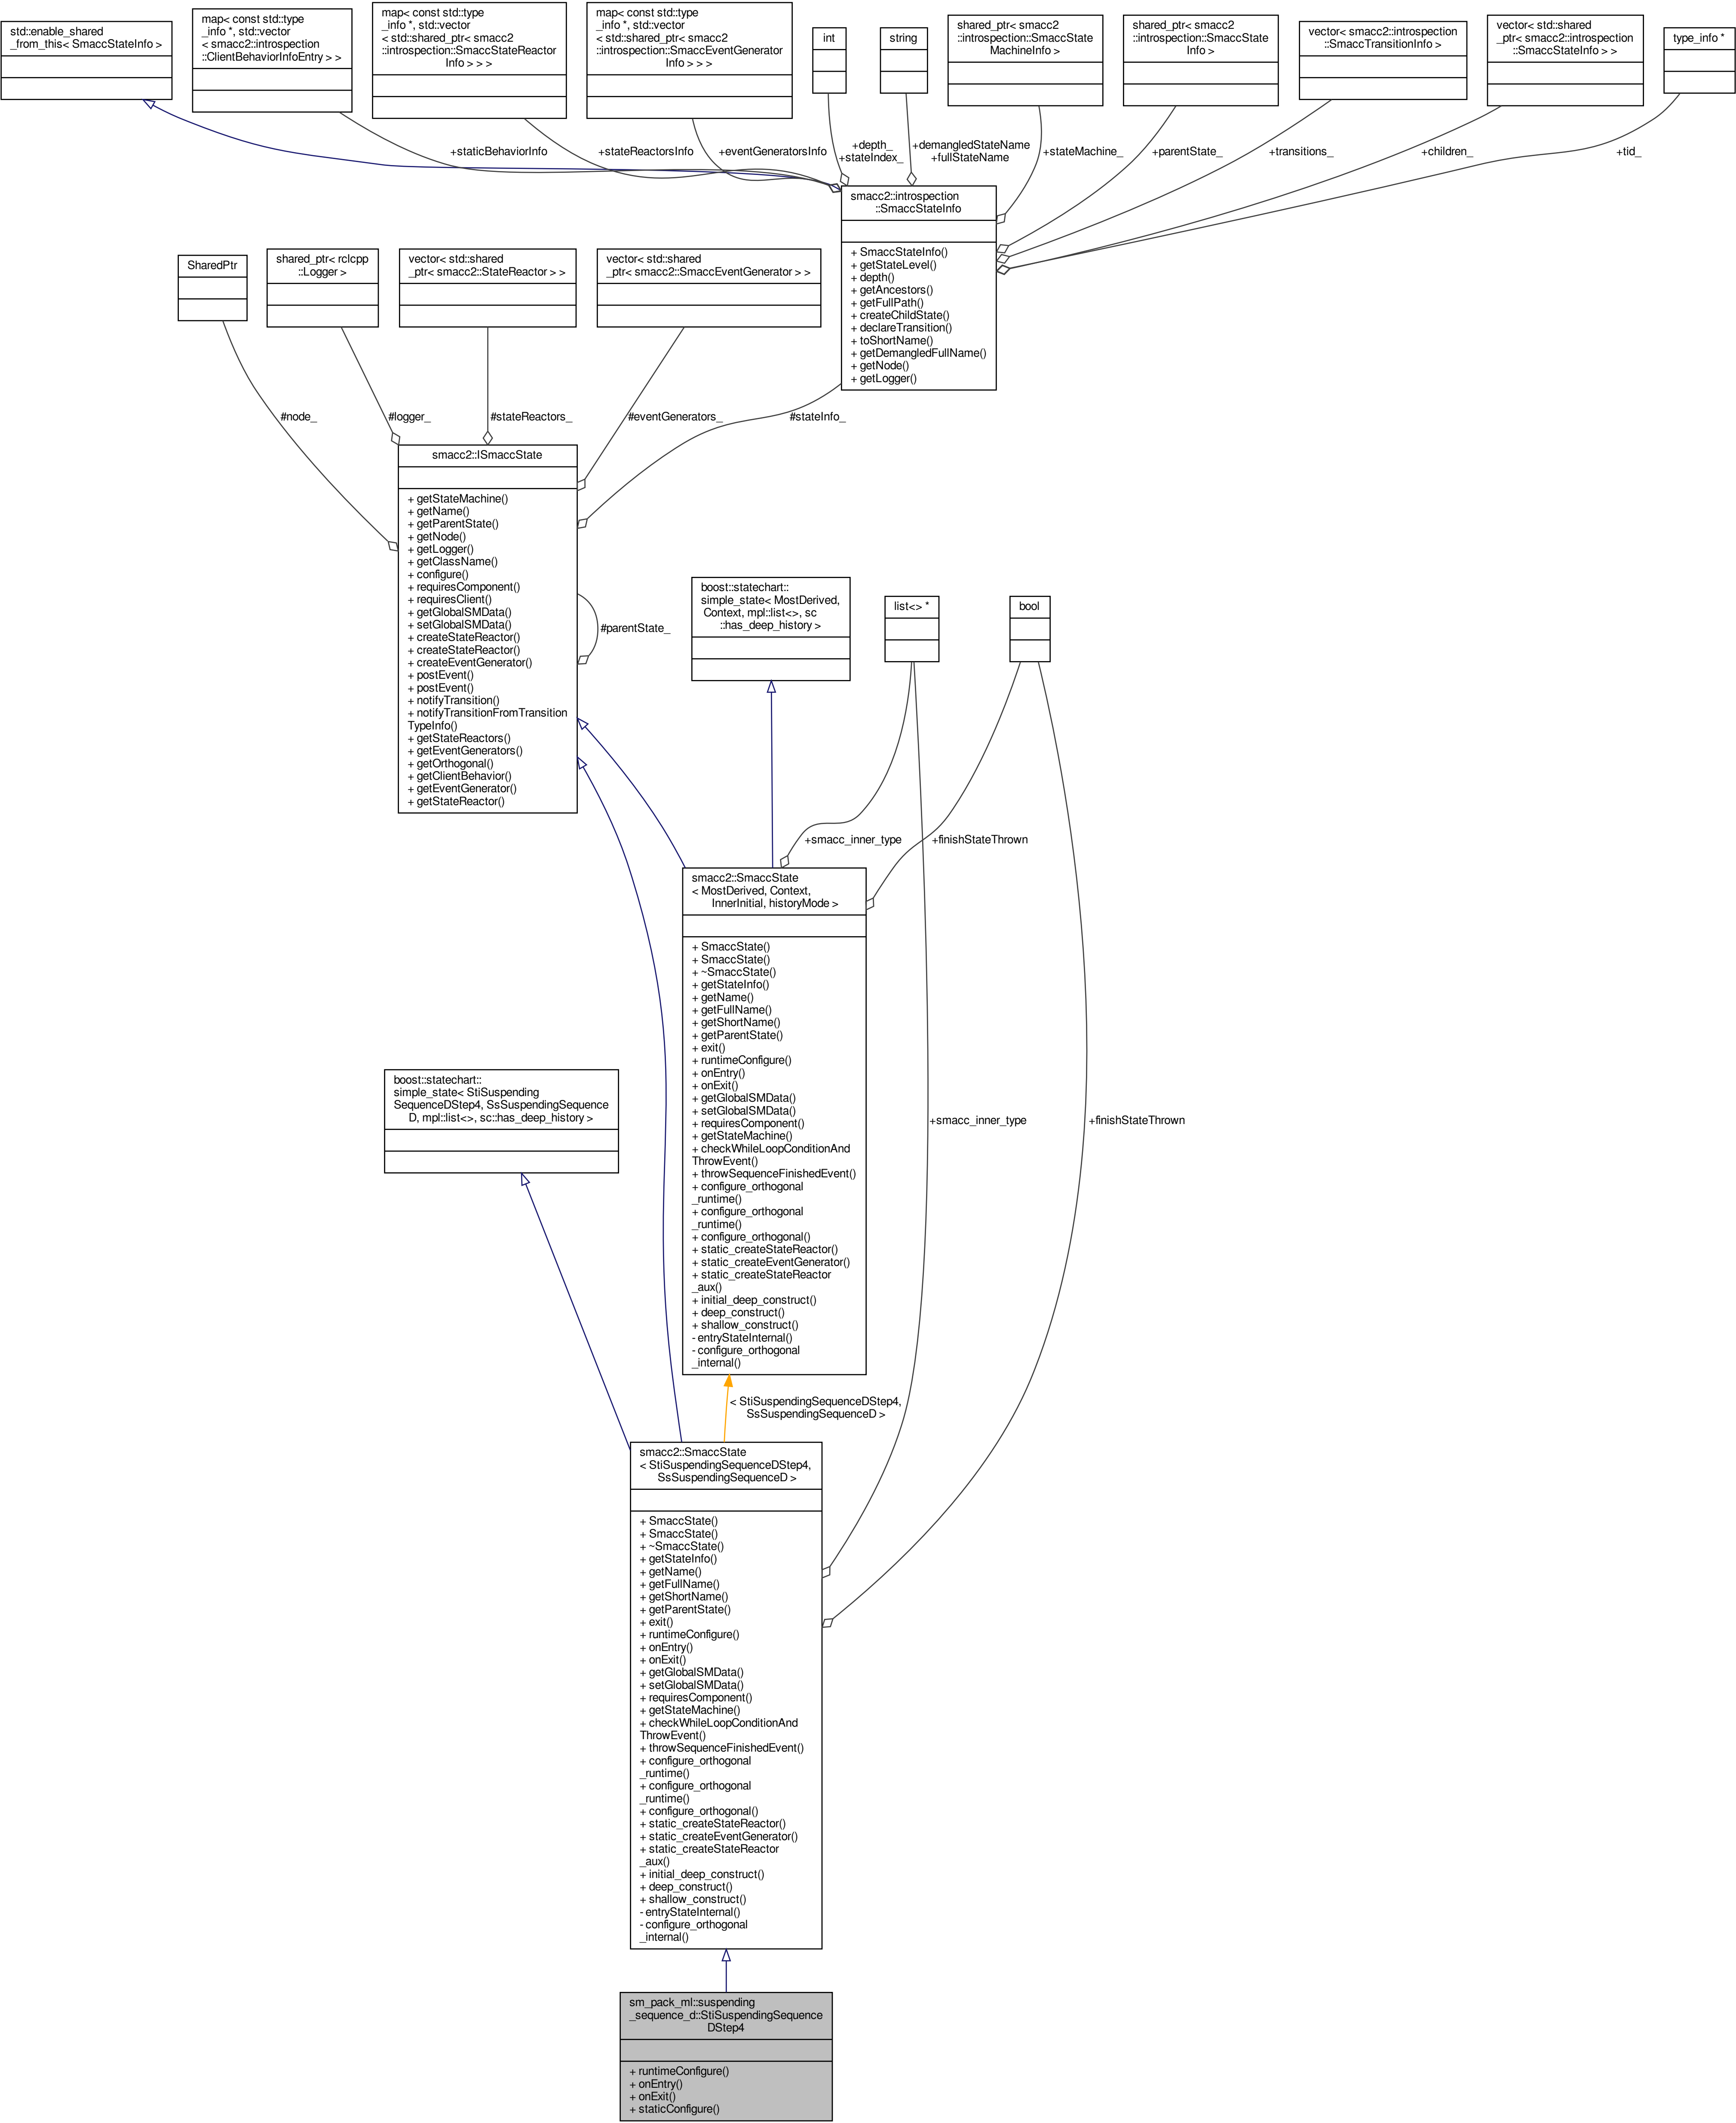 std::enable_shared
_from_this< SmaccStateInfo >
map< const std::type
_info *, std::vector
< smacc2::introspection
::ClientBehaviorInfoEntry > >
map< const std::type
_info *, std::vector
< std::shared_ptr< smacc2
::introspection::SmaccStateReactor
Info > > >
map< const std::type
_info *, std::vector
< std::shared_ptr< smacc2
::introspection::SmaccEventGenerator
Info > > >
int
string
shared_ptr< smacc2
::introspection::SmaccState
MachineInfo >
shared_ptr< smacc2
::introspection::SmaccState
Info >
vector< smacc2::introspection
::SmaccTransitionInfo >
vector< std::shared
_ptr< smacc2::introspection
::SmaccStateInfo > >
type_info *
+staticBehaviorInfo
+stateReactorsInfo
+eventGeneratorsInfo
+depth_
+stateIndex_
+demangledStateName
+fullStateName
+stateMachine_
+parentState_
+transitions_
+children_
+tid_
smacc2::introspection
::SmaccStateInfo
+ SmaccStateInfo()
+ getStateLevel()
+ depth()
+ getAncestors()
+ getFullPath()
+ createChildState()
+ declareTransition()
+ toShortName()
+ getDemangledFullName()
+ getNode()
+ getLogger()
SharedPtr
shared_ptr< rclcpp
::Logger >
vector< std::shared
_ptr< smacc2::StateReactor > >
vector< std::shared
_ptr< smacc2::SmaccEventGenerator > >
#node_
#logger_
#stateReactors_
#eventGenerators_
#stateInfo_
smacc2::ISmaccState
+ getStateMachine()
+ getName()
+ getParentState()
+ getNode()
+ getLogger()
+ getClassName()
+ configure()
+ requiresComponent()
+ requiresClient()
+ getGlobalSMData()
+ setGlobalSMData()
+ createStateReactor()
+ createStateReactor()
+ createEventGenerator()
+ postEvent()
+ postEvent()
+ notifyTransition()
+ notifyTransitionFromTransition
TypeInfo()
+ getStateReactors()
+ getEventGenerators()
+ getOrthogonal()
+ getClientBehavior()
+ getEventGenerator()
+ getStateReactor()
#parentState_
boost::statechart::
simple_state< MostDerived,
Context, mpl::list<>, sc
::has_deep_history >
list<> *
bool
+smacc_inner_type
+finishStateThrown
smacc2::SmaccState
< MostDerived, Context,
InnerInitial, historyMode >
+ SmaccState()
+ SmaccState()
+ ~SmaccState()
+ getStateInfo()
+ getName()
+ getFullName()
+ getShortName()
+ getParentState()
+ exit()
+ runtimeConfigure()
+ onEntry()
+ onExit()
+ getGlobalSMData()
+ setGlobalSMData()
+ requiresComponent()
+ getStateMachine()
+ checkWhileLoopConditionAnd
ThrowEvent()
+ throwSequenceFinishedEvent()
+ configure_orthogonal
_runtime()
+ configure_orthogonal
_runtime()
+ configure_orthogonal()
+ static_createStateReactor()
+ static_createEventGenerator()
+ static_createStateReactor
_aux()
+ initial_deep_construct()
+ deep_construct()
+ shallow_construct()
- entryStateInternal()
- configure_orthogonal
_internal()
boost::statechart::
simple_state< StiSuspending
SequenceDStep4, SsSuspendingSequence
D, mpl::list<>, sc::has_deep_history >
+smacc_inner_type
+finishStateThrown
< StiSuspendingSequenceDStep4,
SsSuspendingSequenceD >
smacc2::SmaccState
< StiSuspendingSequenceDStep4,
SsSuspendingSequenceD >
+ SmaccState()
+ SmaccState()
+ ~SmaccState()
+ getStateInfo()
+ getName()
+ getFullName()
+ getShortName()
+ getParentState()
+ exit()
+ runtimeConfigure()
+ onEntry()
+ onExit()
+ getGlobalSMData()
+ setGlobalSMData()
+ requiresComponent()
+ getStateMachine()
+ checkWhileLoopConditionAnd
ThrowEvent()
+ throwSequenceFinishedEvent()
+ configure_orthogonal
_runtime()
+ configure_orthogonal
_runtime()
+ configure_orthogonal()
+ static_createStateReactor()
+ static_createEventGenerator()
+ static_createStateReactor
_aux()
+ initial_deep_construct()
+ deep_construct()
+ shallow_construct()
- entryStateInternal()
- configure_orthogonal
_internal()
sm_pack_ml::suspending
_sequence_d::StiSuspendingSequence
DStep4
+ runtimeConfigure()
+ onEntry()
+ onExit()
+ staticConfigure()